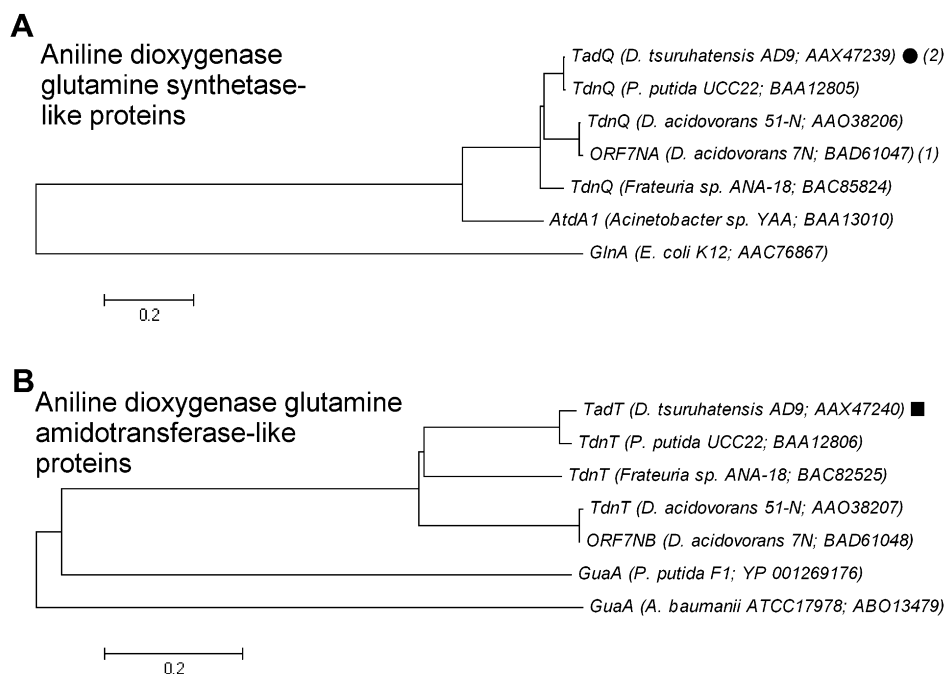 A
Aniline dioxygenase
glutamine synthetase-
like proteins
TadQ (D. tsuruhatensis AD9; AAX47239) ● (2)
TdnQ (P. putida UCC22; BAA12805)
TdnQ (D. acidovorans 51-N; AAO38206)
ORF7NA (D. acidovorans 7N; BAD61047) (1)
TdnQ (Frateuria sp. ANA-18; BAC85824)
AtdA1 (Acinetobacter sp. YAA; BAA13010)
GlnA (E. coli K12; AAC76867)
0.2
B
Aniline dioxygenase glutamine
amidotransferase-like
proteins
TadT (D. tsuruhatensis AD9; AAX47240) ■
TdnT (P. putida UCC22; BAA12806)
TdnT (Frateuria sp. ANA-18; BAC82525)
TdnT (D. acidovorans 51-N; AAO38207)
ORF7NB (D. acidovorans 7N; BAD61048)
GuaA (P. putida F1; YP 001269176)
GuaA (A. baumanii ATCC17978; ABO13479)
0.2